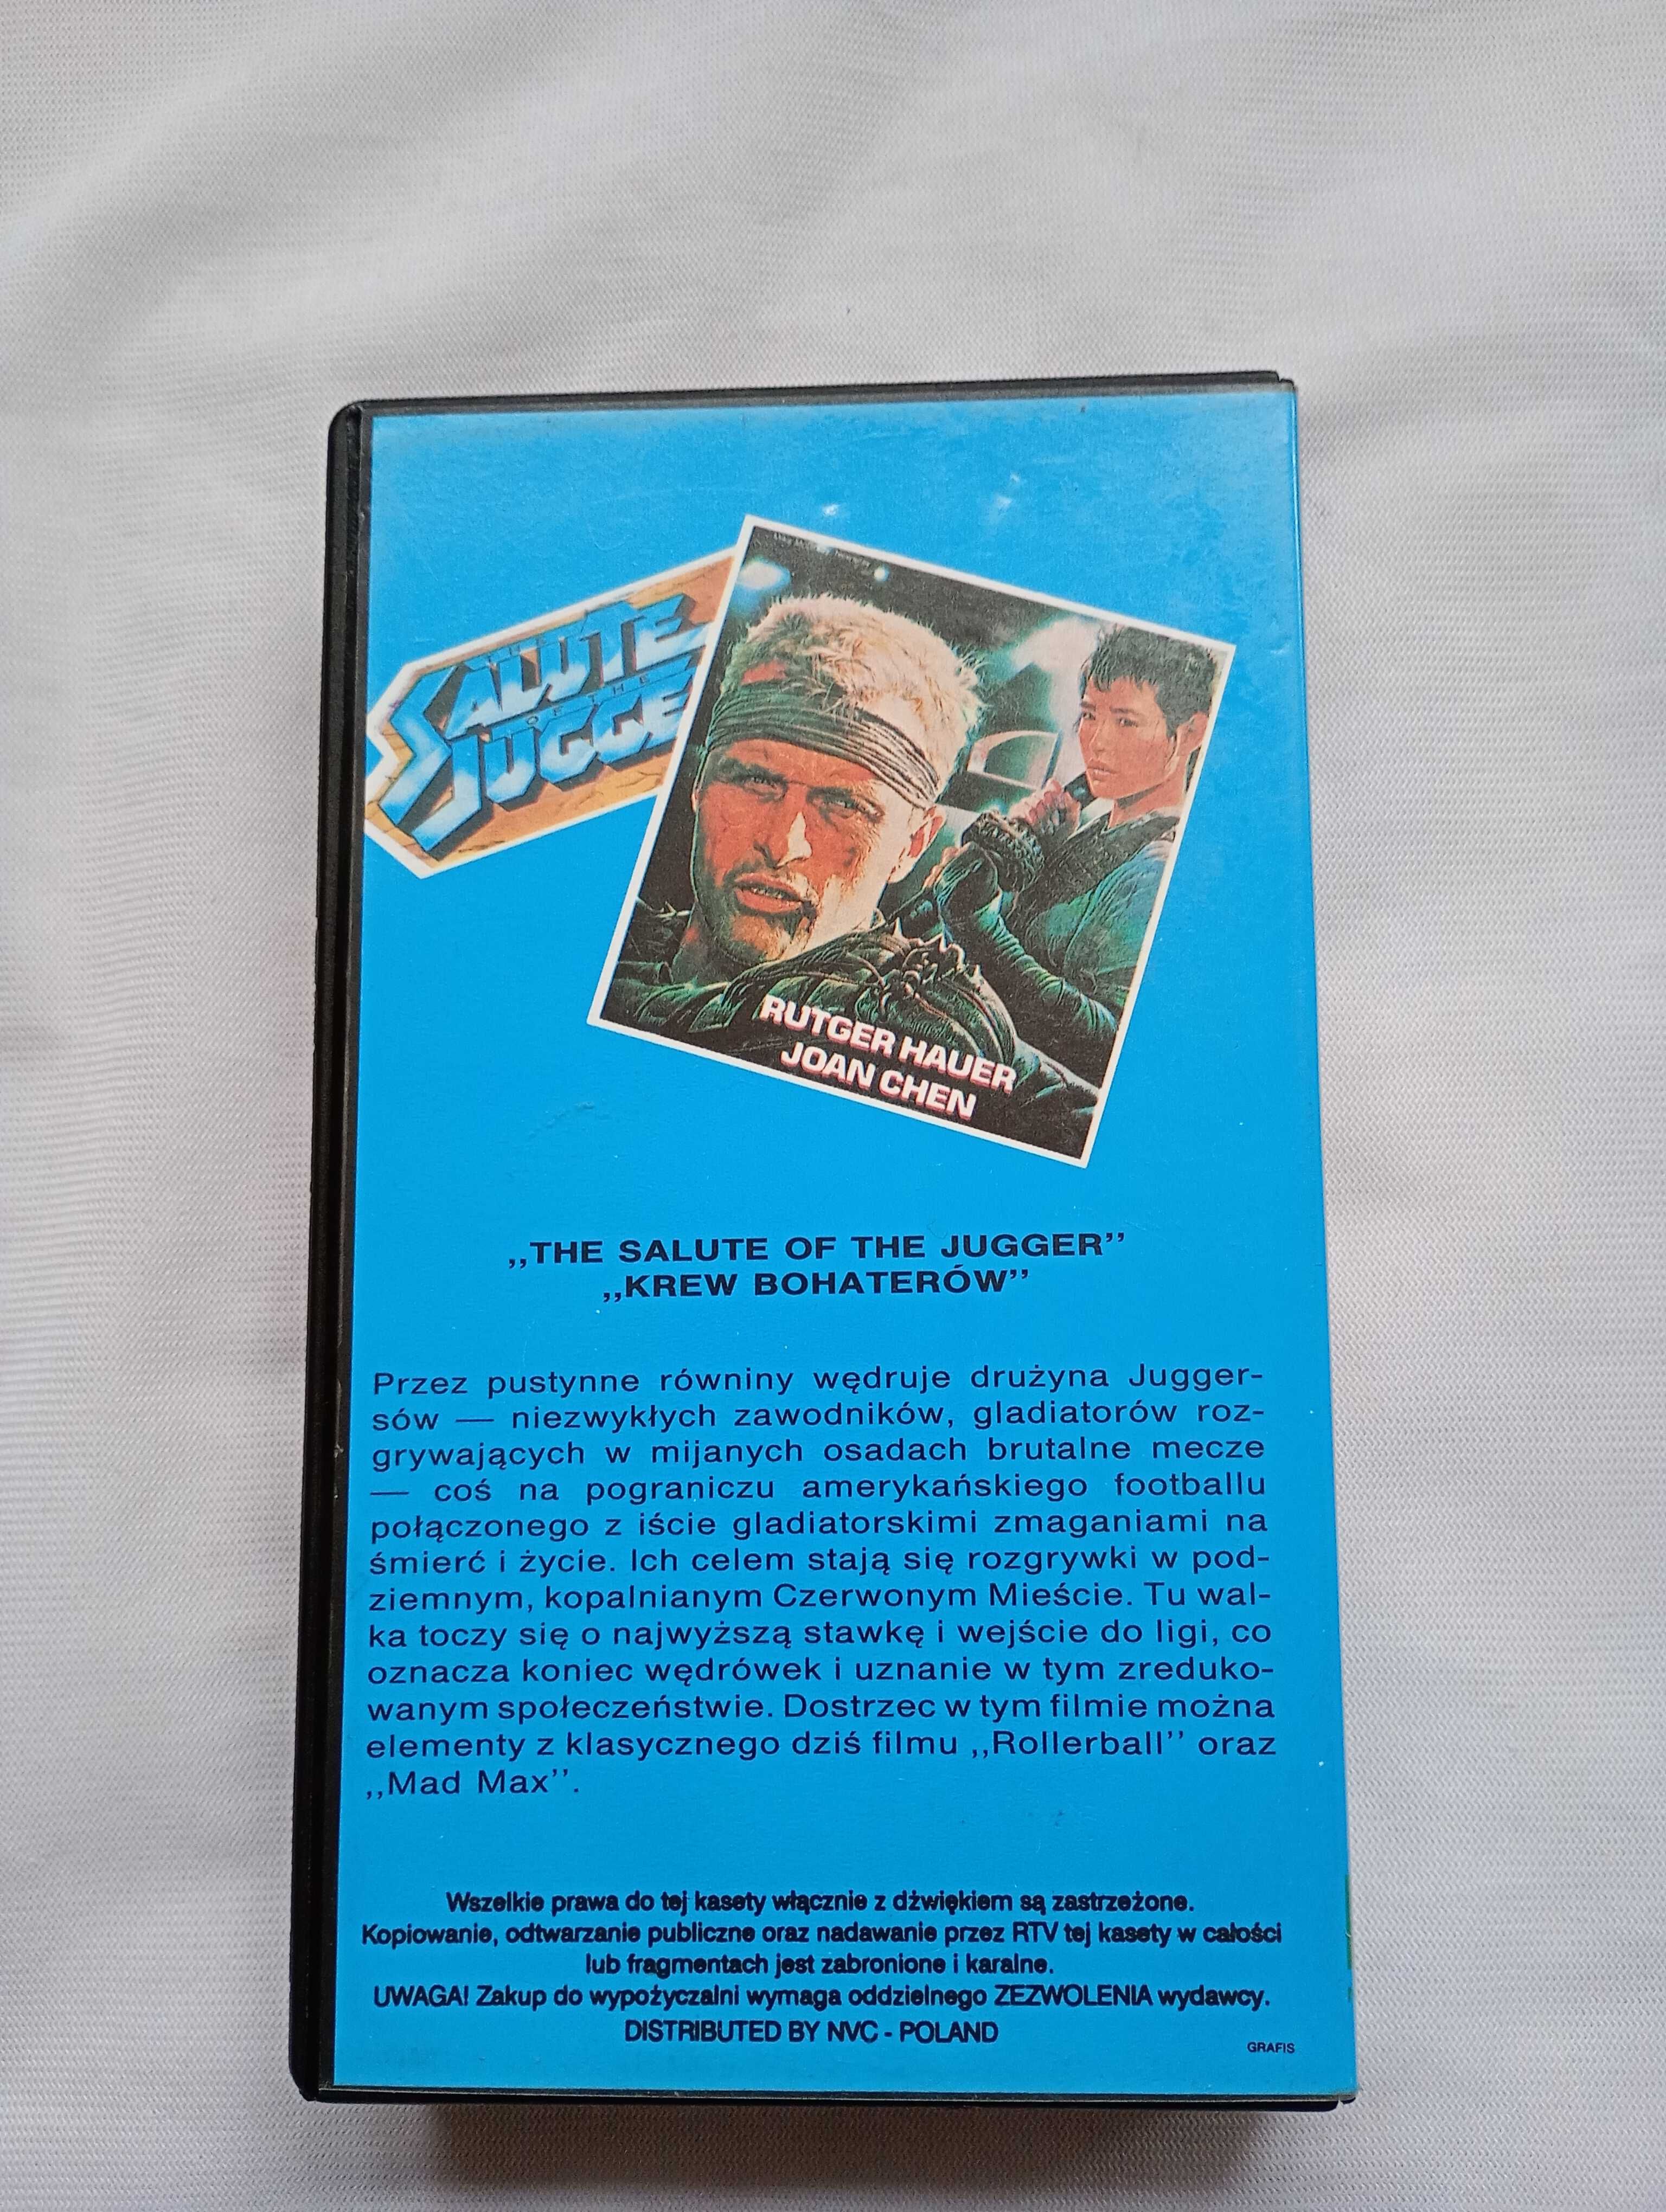 SALUTE
OF THE
JUGGE
RUTGER HAUER
JOAN CHEN
,,THE SALUTE OF THE JUGGER’’
,,KREW BOHATERÓW’’
Przez pustynne równiny wędruje drużyna Jugger-
sów — niezwykłych zawodników, gladiatorów roz-
grywających w mijanych osadach brutalne mecze
— coś na pograniczu amerykańskiego footballu
połączonego z iście gladiatorskimi zmaganiami na
śmierć i życie. Ich celem stają się rozgrywki w pod-
ziemnym, kopalnianym Czerwonym Mieście. Tu wal-
ka toczy się o najwyższą stawkę i wejście do ligi, co
oznacza koniec wędrówek i uznanie w tym zreduko-
wanym społeczeństwie. Dostrzec w tym filmie można
elementy z klasycznego dziś filmu ,,Rollerball’’ oraz
,,Mad Max’’.
Wszelkie prawa do tej kasety włącznie z dźwiękiem są zastrzeżone.
Kopiowanie, odtwarzanie publiczne oraz nadawanie przez RTV tej kasety w całości
lub fragmentach jest zabronione i karalne.
UWAGA! Zakup do wypożyczalni wymaga oddzielnego ZEZWOLENIA wydawcy.
DISTRIBUTED BY NVC - POLAND
GRAFIS